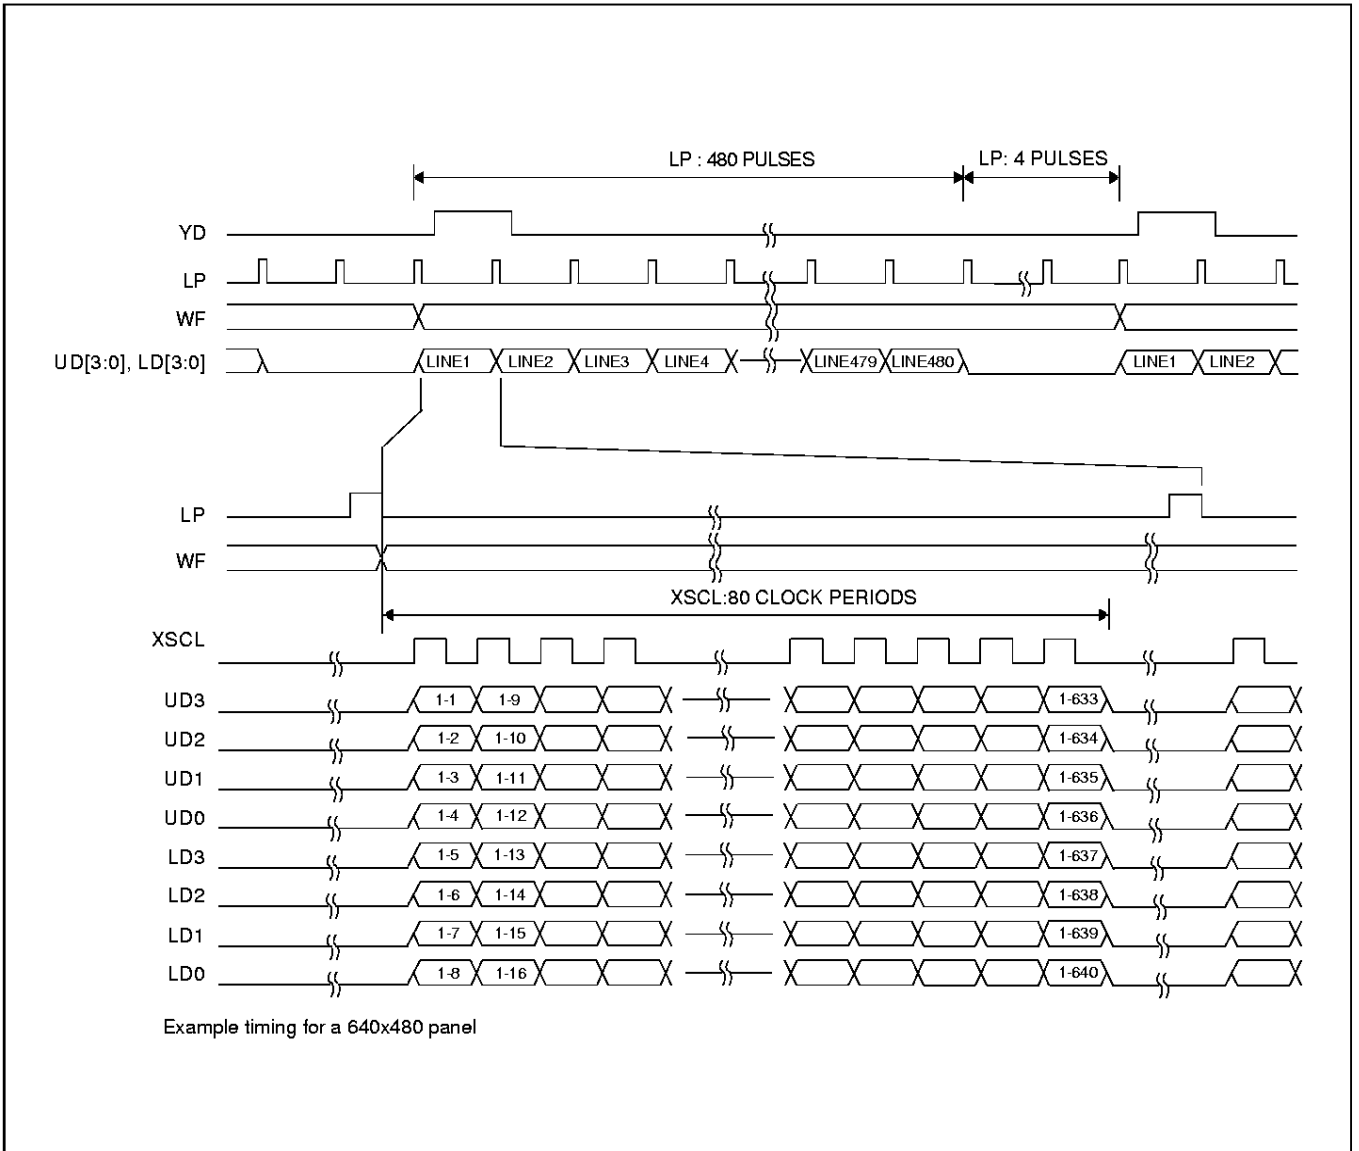 LP : 480 PULSES LP: 4 PULSES
YD
LP
WF
UD[3:0], LD[3:0] LINE1 LINE2 LINE3 LINE4 LINE479 LINE480 LINE1 LINE2
LP
WF
XSCL:80 CLOCK PERIODS
XSCL
UD3 1-1 1-9 1-633
UD2 1-2 1-10 1-634
UD1 1-3 1-11 1-635
UD0 1-4 1-12 1-636
LD3 1-5 1-13 1-637
LD2 1-6 1-14 1-638
LD1 1-7 1-15 1-639
LD0 1-8 1-16 1-640
Example timing for a 640x480 panel